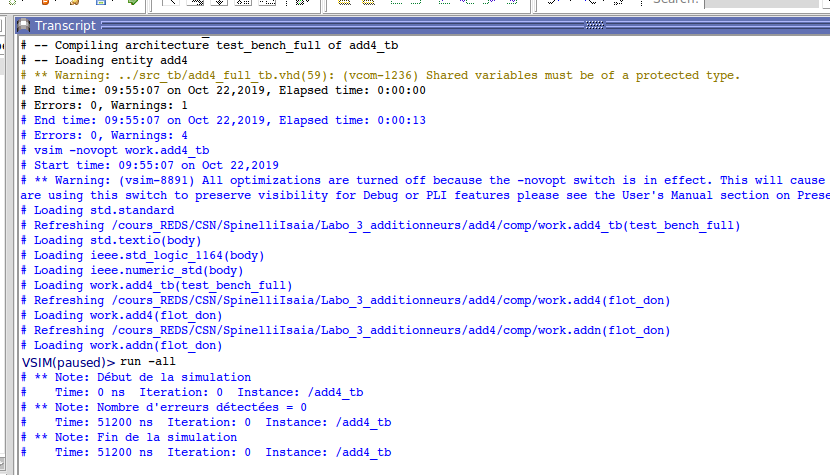 Search:
Transcript
# -- Compiling architecture test_bench_full of add4_tb
# -- Loading entity add4
# ** Warning: ../src_tb/add4_full_tb.vhd(59): (vcom-1236) Shared variables must be of a protected type.
# End time: 09:55:07 on Oct 22,2019, Elapsed time: 0:00:00
# Errors: 0, Warnings: 1
# End time: 09:55:07 on Oct 22,2019, Elapsed time: 0:00:13
# Errors: 0, Warnings: 4
# vsim -novopt work.add4_tb
# Start time: 09:55:07 on Oct 22,2019
# ** Warning: (vsim-8891) All optimizations are turned off because the -novopt switch is in effect. This will cause
are using this switch to preserve visibility for Debug or PLI features please see the User's Manual section on Prese
# Loading std.standard
# Refreshing /cours_REDS/CSN/SpinelliIsaia/Labo_3_additionneurs/add4/comp/work.add4_tb(test_bench_full)
# Loading std.textio(body)
# Loading ieee.std_logic_1164(body)
# Loading ieee.numeric_std(body)
# Loading work.add4_tb(test_bench_full)
# Refreshing /cours_REDS/CSN/SpinelliIsaia/Labo_3_additionneurs/add4/comp/work.add4(flot_don)
# Loading work.add4(flot_don)
# Refreshing /cours_REDS/CSN/SpinelliIsaia/Labo_3_additionneurs/add4/comp/work.addn(flot_don)
# Loading work.addn(flot_don)
VSIM(paused)> run -all
# ** Note: Début de la simulation
#    Time: 0 ns  Iteration: 0  Instance: /add4_tb
# ** Note: Nombre d'erreurs détectées = 0
#    Time: 51200 ns  Iteration: 0  Instance: /add4_tb
# ** Note: Fin de la simulation
#    Time: 51200 ns  Iteration: 0  Instance: /add4_tb